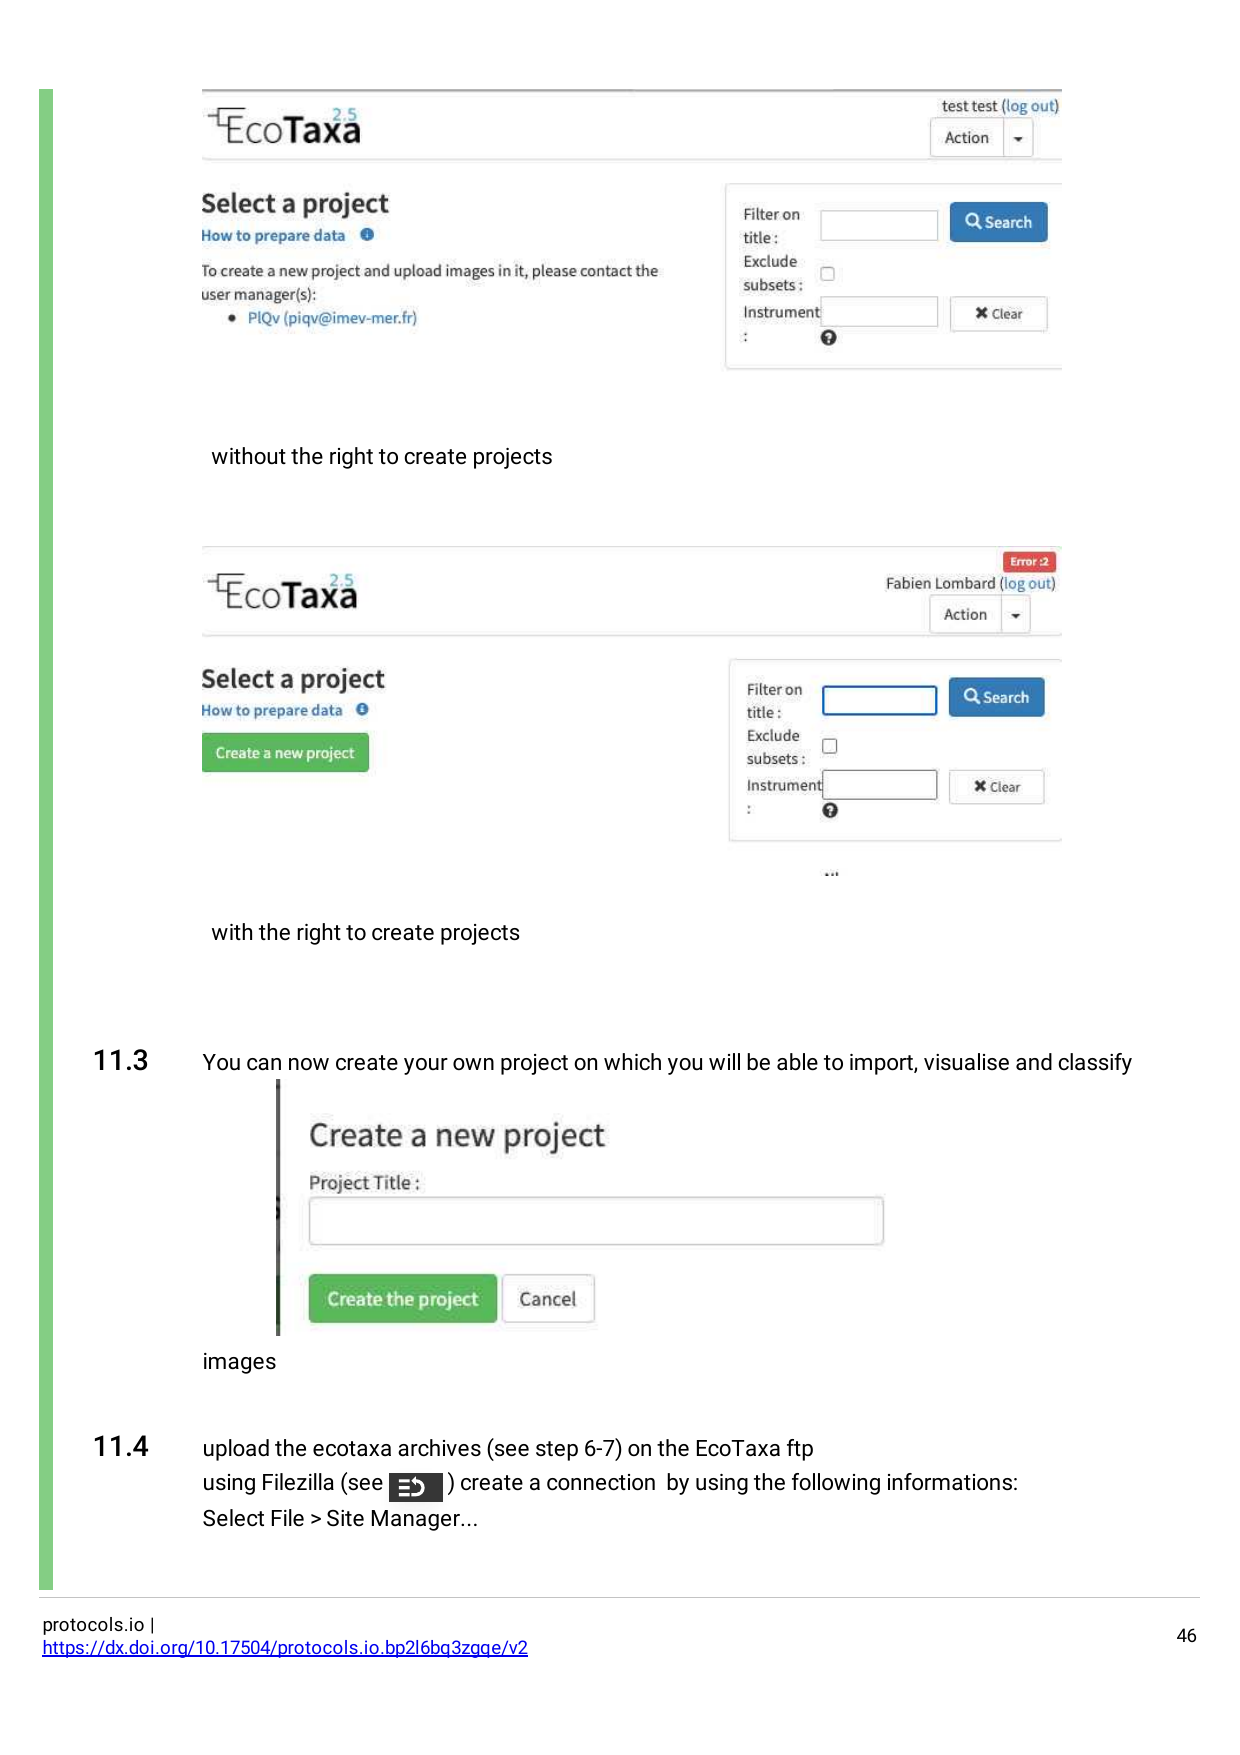 EcoTaxa 2.5
test test (log out)
Action
Select a project
How to prepare data
To create a new project and upload images in it, please contact the
user manager(s):
• PIQv (piqv@imev-mer.fr)
Filter on
title :
Search
Exclude
subsets :
Instrument
:
Clear
without the right to create projects
Error :2
EcoTaxa 2.5
Fabien Lombard (log out)
Action
Select a project
How to prepare data
Create a new project
Filter on
title :
Search
Exclude
subsets :
Instrument
:
Clear
with the right to create projects
11.3 You can now create your own project on which you will be able to import, visualise and classify
Create a new project
Project Title :
Create the project Cancel
images
11.4 upload the ecotaxa archives (see step 6-7) on the EcoTaxa ftp
using Filezilla (see ) create a connection by using the following informations:
Select File > Site Manager...
protocols.io |
https://dx.doi.org/10.17504/protocols.io.bp2l6bq3zgqe/v2
46